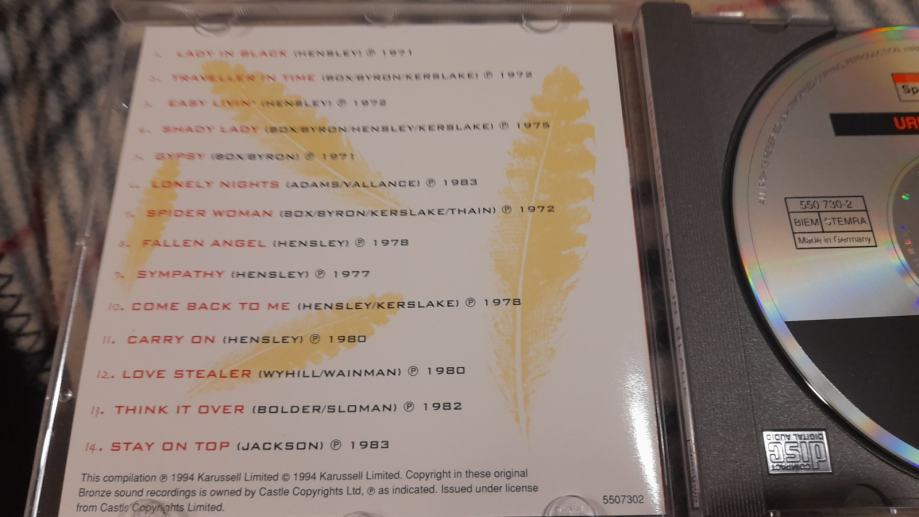 1. LADY IN BLACK (HENSLEY) ℗ 1971
2. TRAVELLER IN TIME (BOX/BYRON/KERSLAKE) ℗ 1972
3. EASY LIVIN' (HENSLEY) ℗ 1972
4. SHADY LADY (BOX/BYRON/HENSLEY/KERSLAKE) ℗ 1975
5. GYPSY (BOX/BYRON) ℗ 1971
6. LONELY NIGHTS (ADAMS/VALLANCE) ℗ 1983
7. SPIDER WOMAN (BOX/BYRON/KERSLAKE/THAIN) ℗ 1972
8. FALLEN ANGEL (HENSLEY) ℗ 1978
9. SYMPATHY (HENSLEY) ℗ 1977
10. COME BACK TO ME (HENSLEY/KERSLAKE) ℗ 1978
11. CARRY ON (HENSLEY) ℗ 1980
12. LOVE STEALER (WYHILL/WAINMAN) ℗ 1980
13. THINK IT OVER (BOLDER/SLOMAN) ℗ 1982
14. STAY ON TOP (JACKSON) ℗ 1983
This compilation ℗ 1994 Karussell Limited © 1994 Karussell Limited. Copyright in these original
Bronze sound recordings is owned by Castle Copyrights Ltd, ℗ as indicated. Issued under license
from Castle Copyrights Limited.
5507302
Sp
UR
550 730-2
BIEM STEMRA
Made in Germany
COMPACT
disc
DIGITAL AUDIO